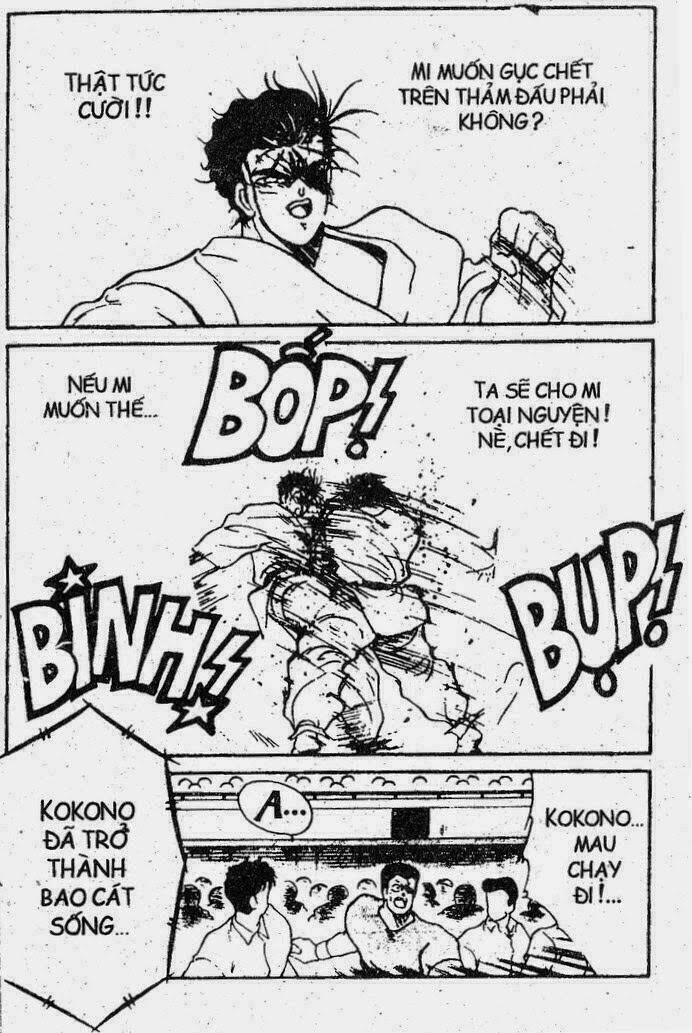 THẬT TỨC
CƯỜI!!
MI MUỐN GỤC CHẾT
TRÊN THẢM ĐẤU PHẢI
KHÔNG?
NẾU MI
MUỐN THẾ...
BỐP!
TA SẼ CHO MI
TOẠI NGUYỆN!
NÈ, CHẾT ĐI!
BÌNH!
BỤP!
KOKONO
ĐÃ TRỞ
THÀNH
BAO CÁT
SỐNG...
A...
KOKONO...
MAU
CHẠY
ĐI!...